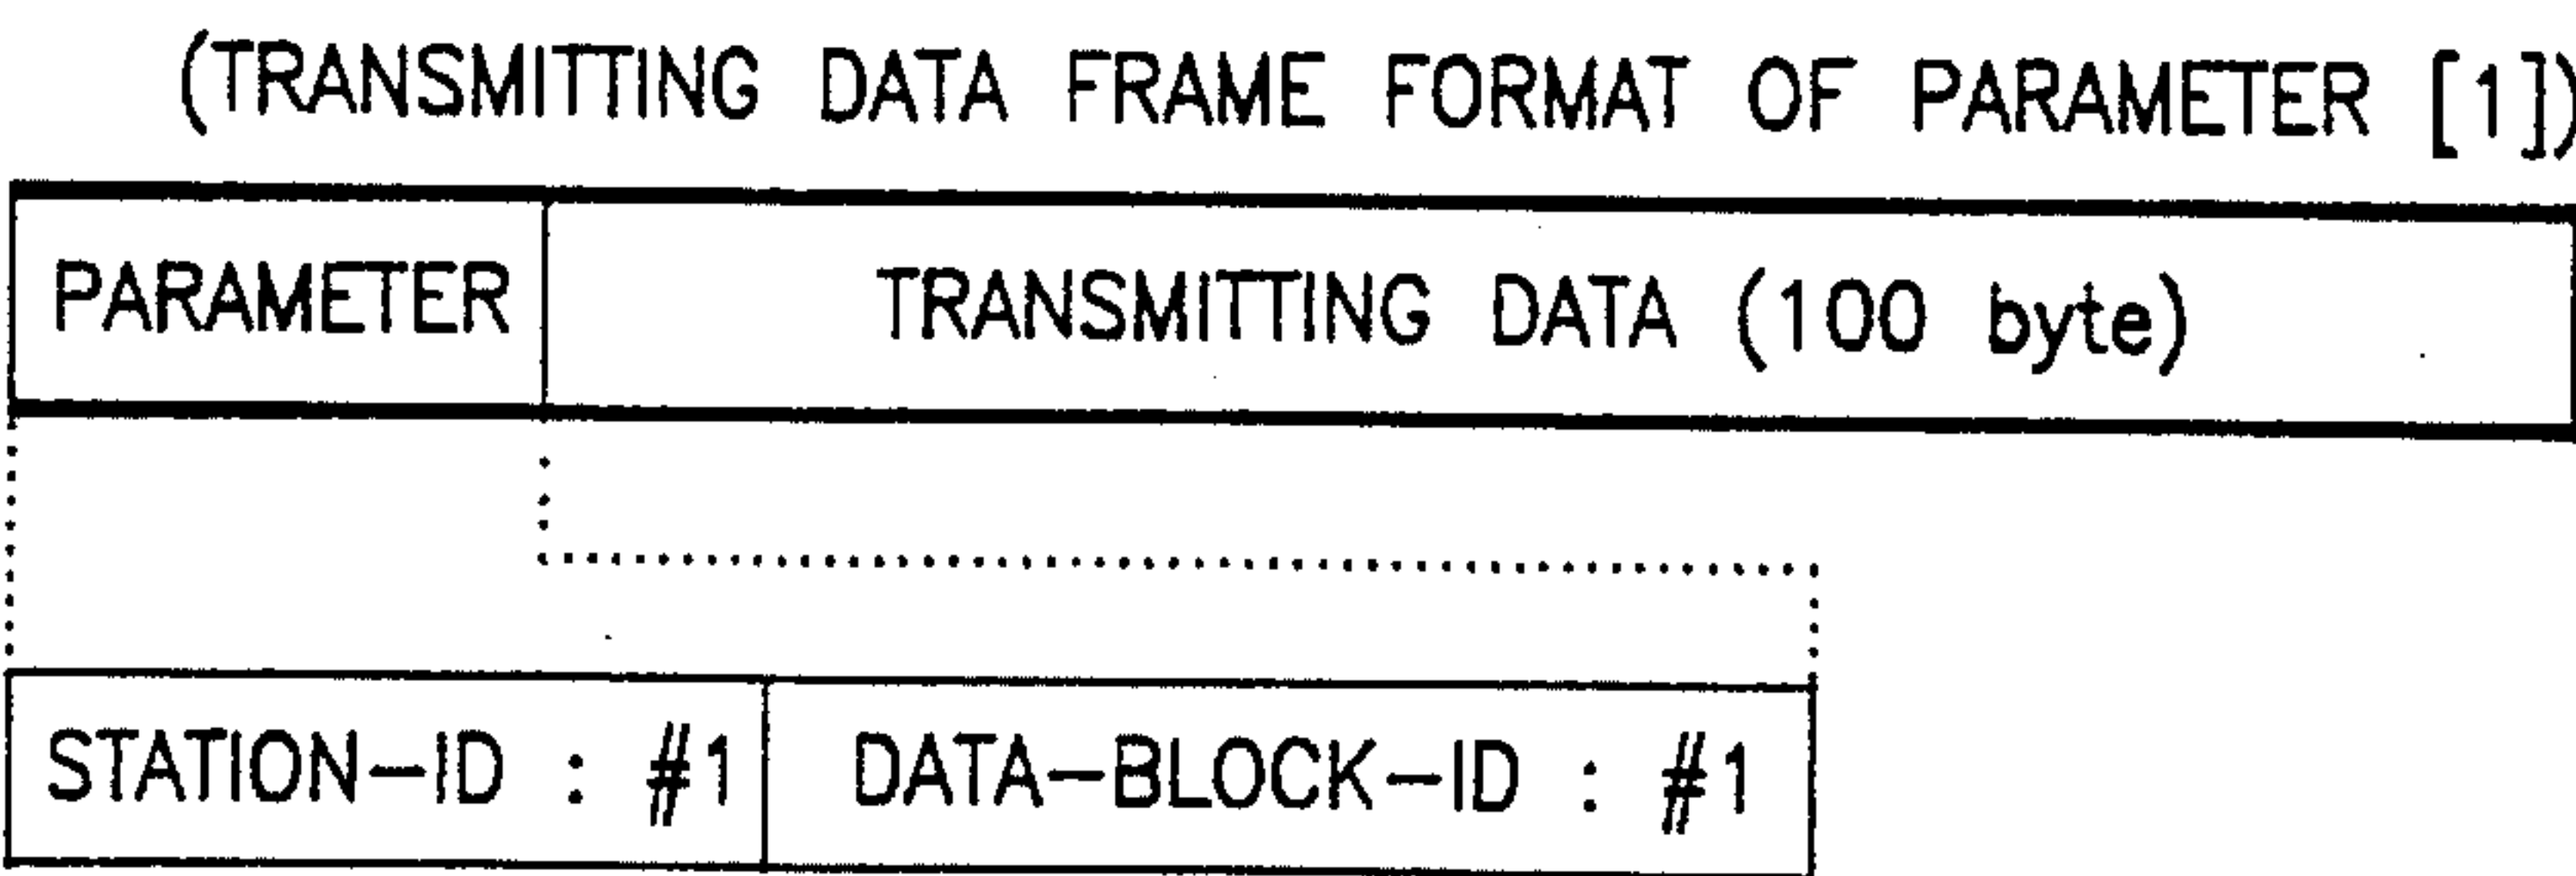 (TRANSMITTING DATA FRAME FORMAT OF PARAMETER [1])
PARAMETER TRANSMITTING DATA (100 byte)
STATION-ID : #1 DATA-BLOCK-ID : #1